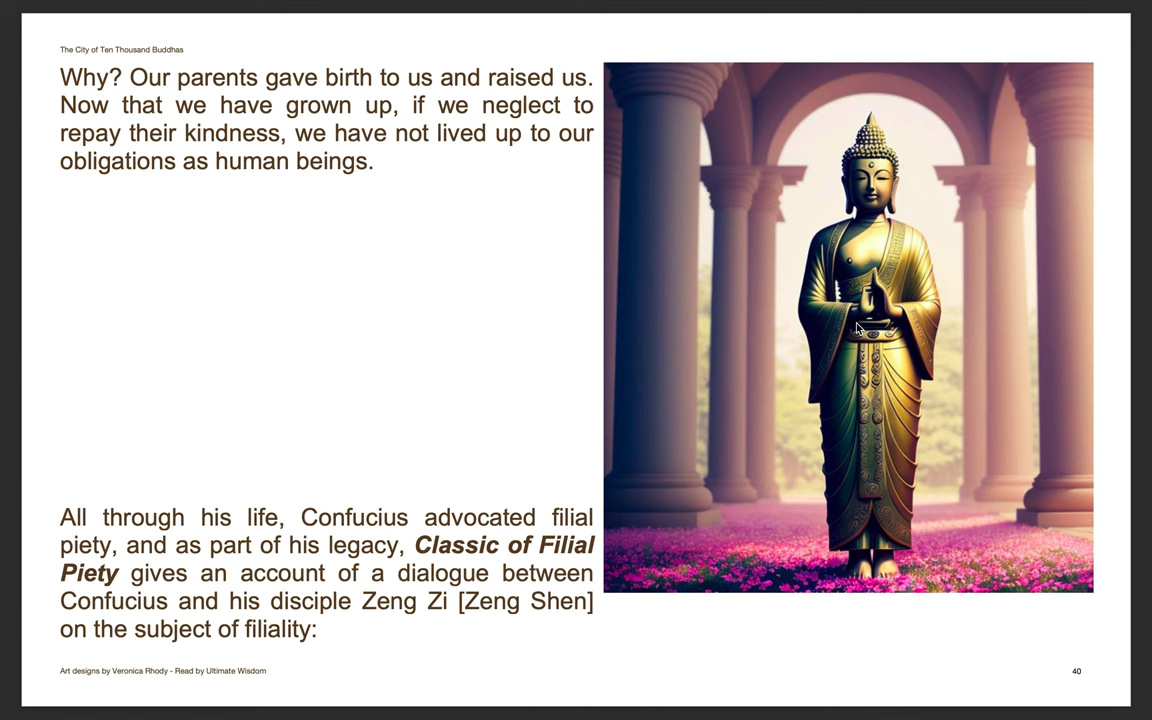 The City of Ten Thousand Buddhas
Why? Our parents gave birth to us and raised us.
Now that we have grown up, if we neglect to
repay their kindness, we have not lived up to our
obligations as human beings.
All through his life, Confucius advocated filial
piety, and as part of his legacy, Classic of Filial
Piety gives an account of a dialogue between
Confucius and his disciple Zeng Zi [Zeng Shen]
on the subject of filiality:
Art designs by Veronica Rhody - Read by Ultimate Wisdom
40